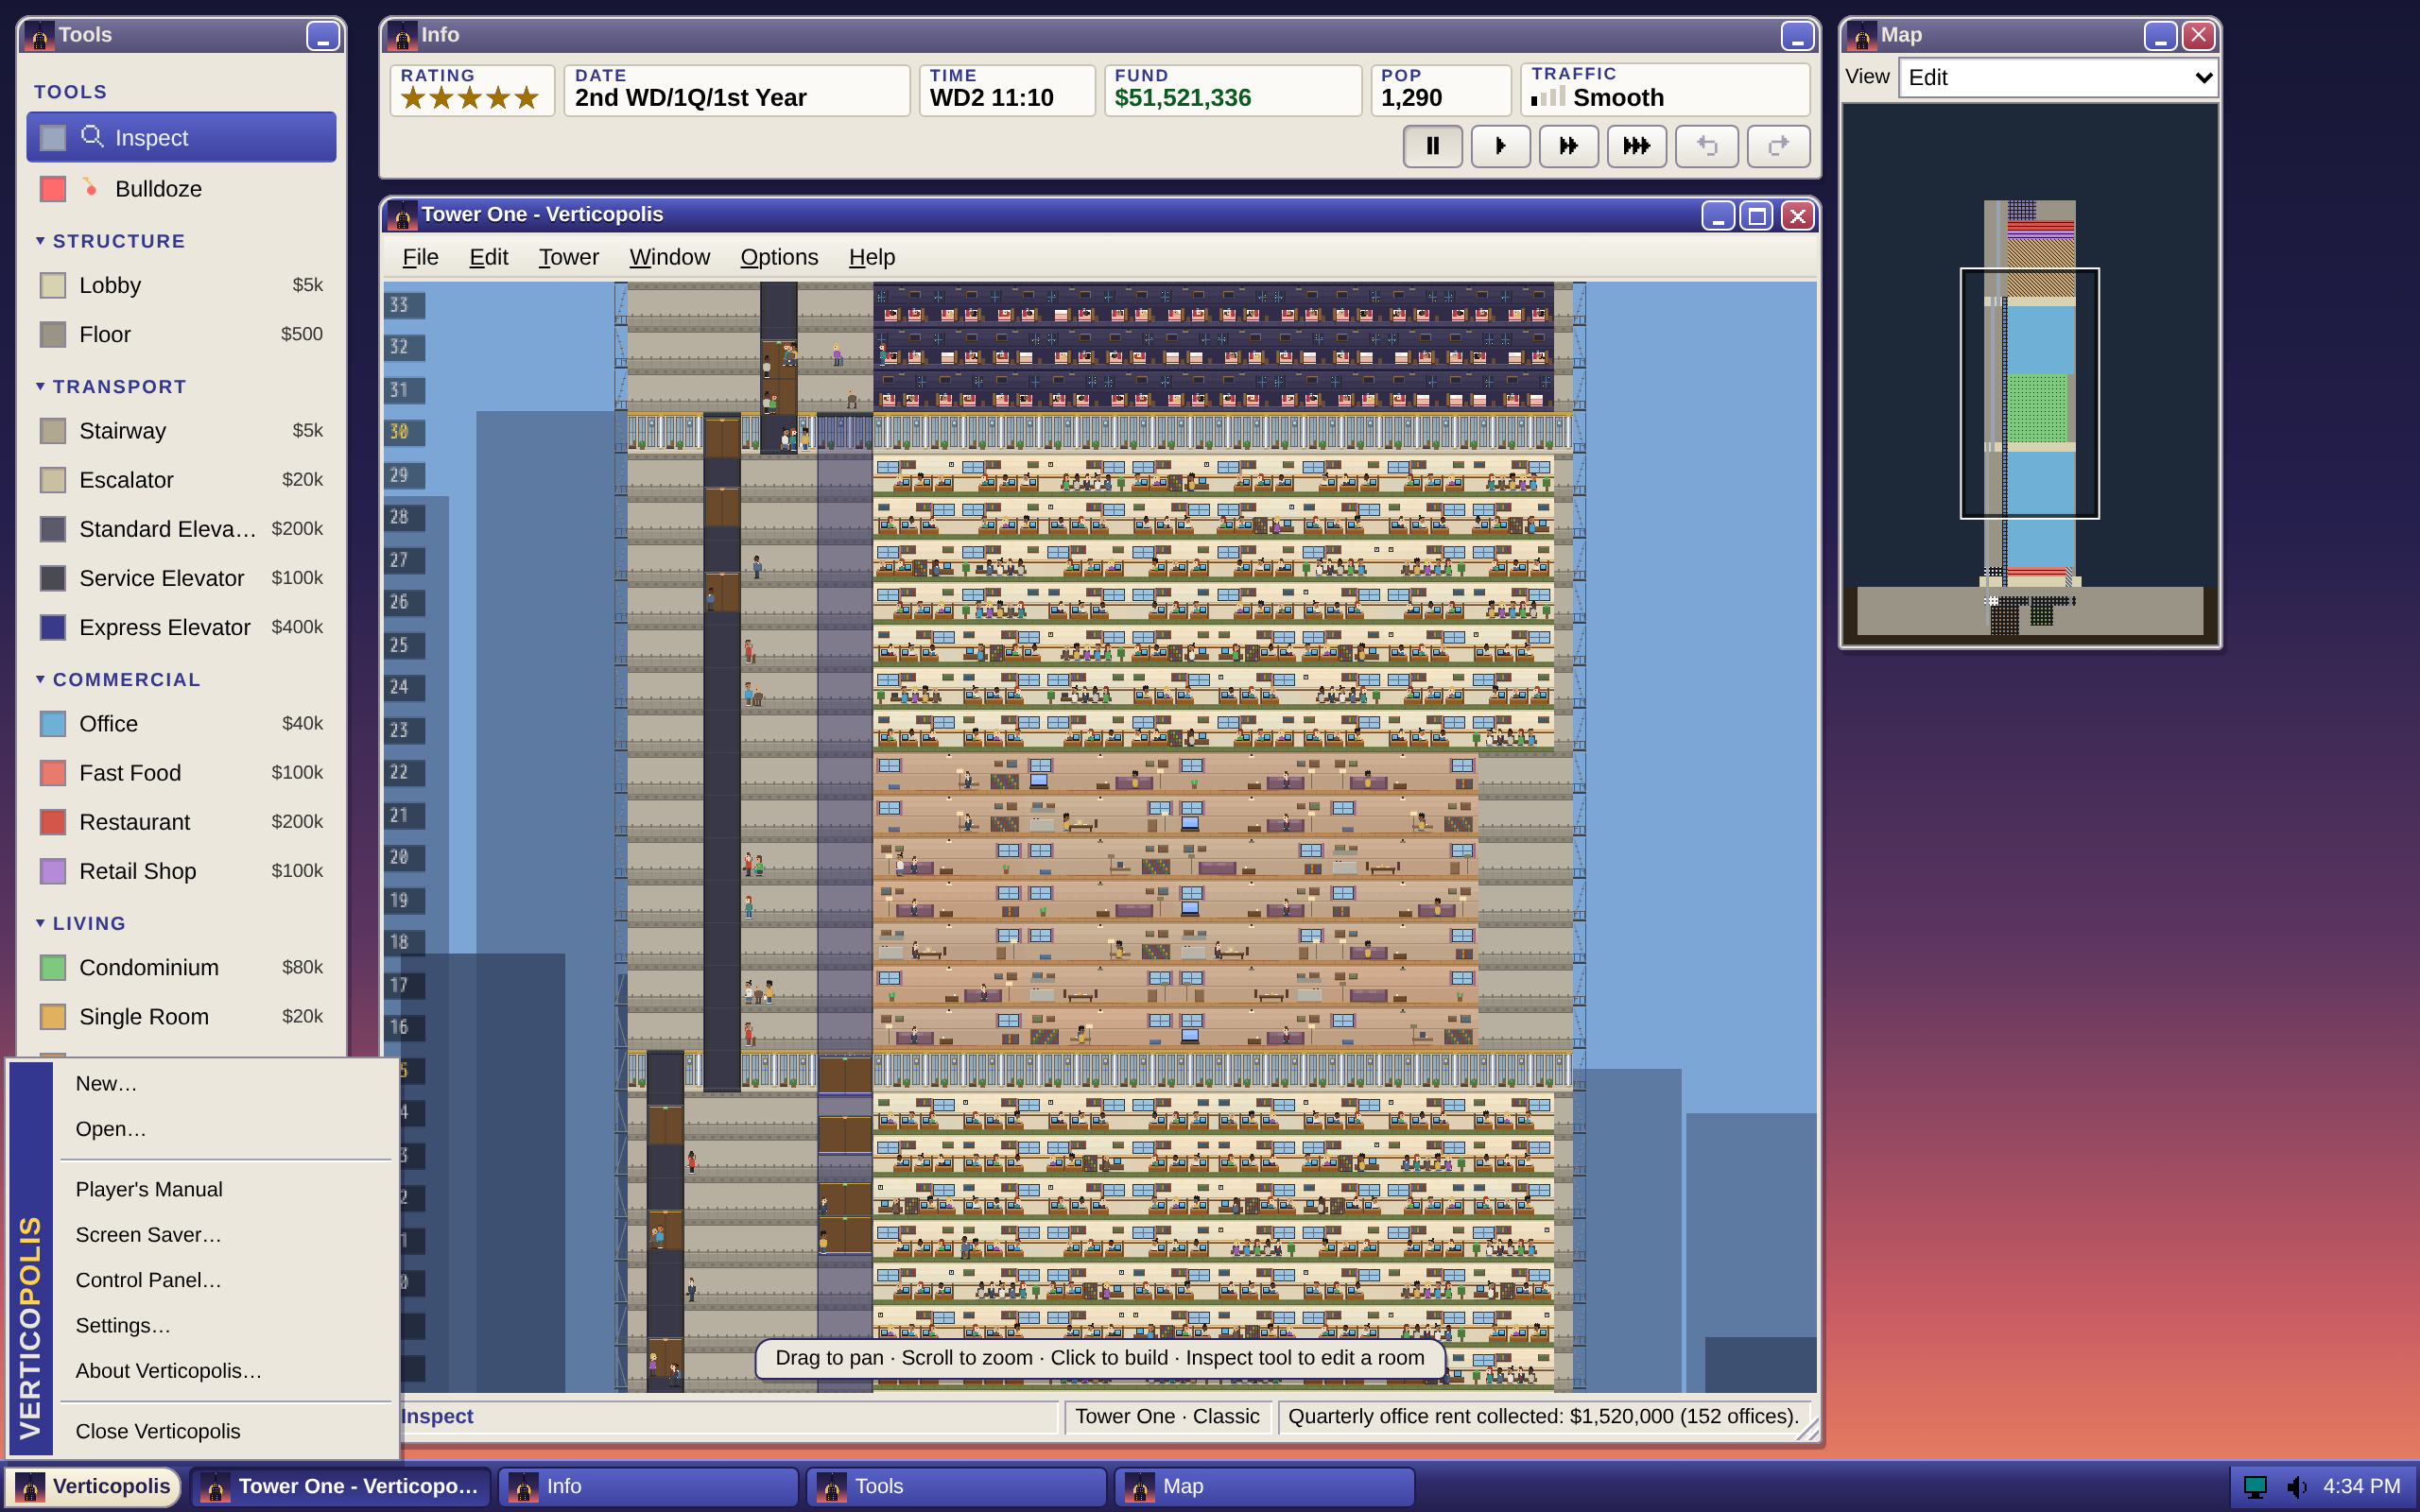 Tools
TOOLS
Inspect
Bulldoze
STRUCTURE
Lobby $5k
Floor $500
TRANSPORT
Stairway $5k
Escalator $20k
Standard Eleva… $200k
Service Elevator $100k
Express Elevator $400k
COMMERCIAL
Office $40k
Fast Food $100k
Restaurant $200k
Retail Shop $100k
LIVING
Condominium $80k
Single Room $20k
Info
RATING
★★★★★
DATE
2nd WD/1Q/1st Year
TIME
WD2 11:10
FUND
$51,521,336
POP
1,290
TRAFFIC
Smooth
Tower One - Verticopolis
File Edit Tower Window Options Help
33
32
31
30
29
28
27
26
25
24
23
22
21
20
19
18
17
16
Drag to pan · Scroll to zoom · Click to build · Inspect tool to edit a room
Inspect
Tower One · Classic
Quarterly office rent collected: $1,520,000 (152 offices).
Map
View Edit
VERTICOPOLIS
New…
Open…
Player's Manual
Screen Saver…
Control Panel…
Settings…
About Verticopolis…
Close Verticopolis
Verticopolis
Tower One - Verticopo…
Info
Tools
Map
4:34 PM